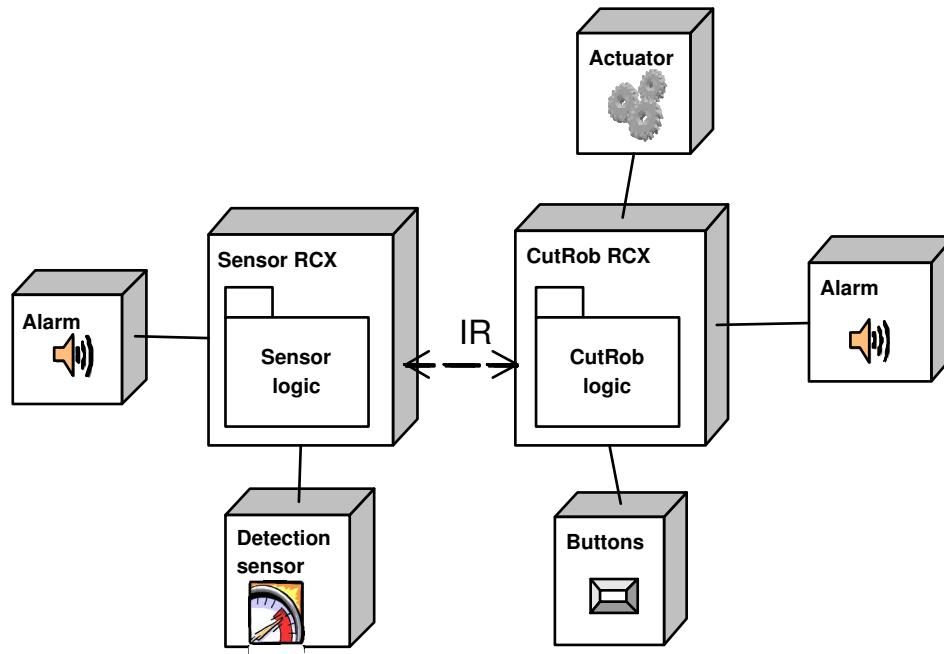 Actuator
Sensor RCX
CutRob RCX
Alarm
Alarm
IR
Sensor
logic
CutRob
logic
Detection
sensor
Buttons